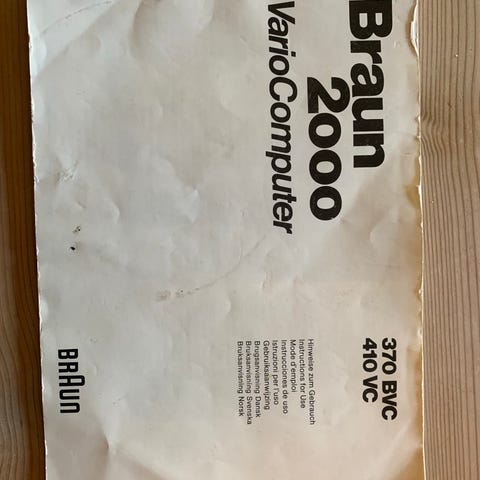 Braun
2000
VarioComputer
370 BVC
410 VC
Hinweise zum Gebrauch
Instructions for Use
Mode d'emploi
Instrucciones de uso
Istruzioni per l'uso
Gebruiksaanwijzing
Brugsanvisning Dansk
Bruksanvisning Svenska
Bruksanvisning Norsk
BRAUN